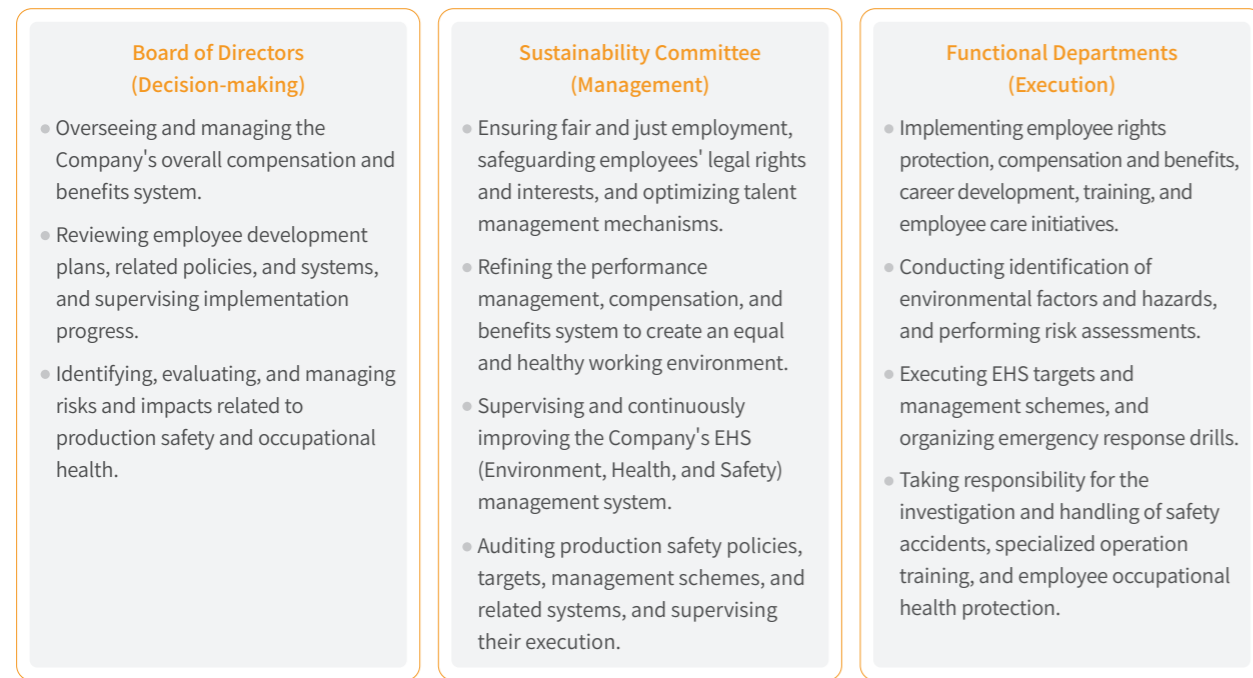 Board of Directors
(Decision-making)
Overseeing and managing the
Company's overall compensation and
benefits system.
Reviewing employee development
plans, related policies, and systems,
and supervising implementation
progress.
Identifying, evaluating, and managing
risks and impacts related to
production safety and occupational
health.
Sustainability Committee
(Management)
Ensuring fair and just employment,
safeguarding employees' legal rights
and interests, and optimizing talent
management mechanisms.
Refining the performance
management, compensation, and
benefits system to create an equal
and healthy working environment.
Supervising and continuously
improving the Company's EHS
(Environment, Health, and Safety)
management system.
Auditing production safety policies,
targets, management schemes, and
related systems, and supervising
their execution.
Functional Departments
(Execution)
Implementing employee rights
protection, compensation and benefits,
career development, training, and
employee care initiatives.
Conducting identification of
environmental factors and hazards,
and performing risk assessments.
Executing EHS targets and
management schemes, and
organizing emergency response drills.
Taking responsibility for the
investigation and handling of safety
accidents, specialized operation
training, and employee occupational
health protection.